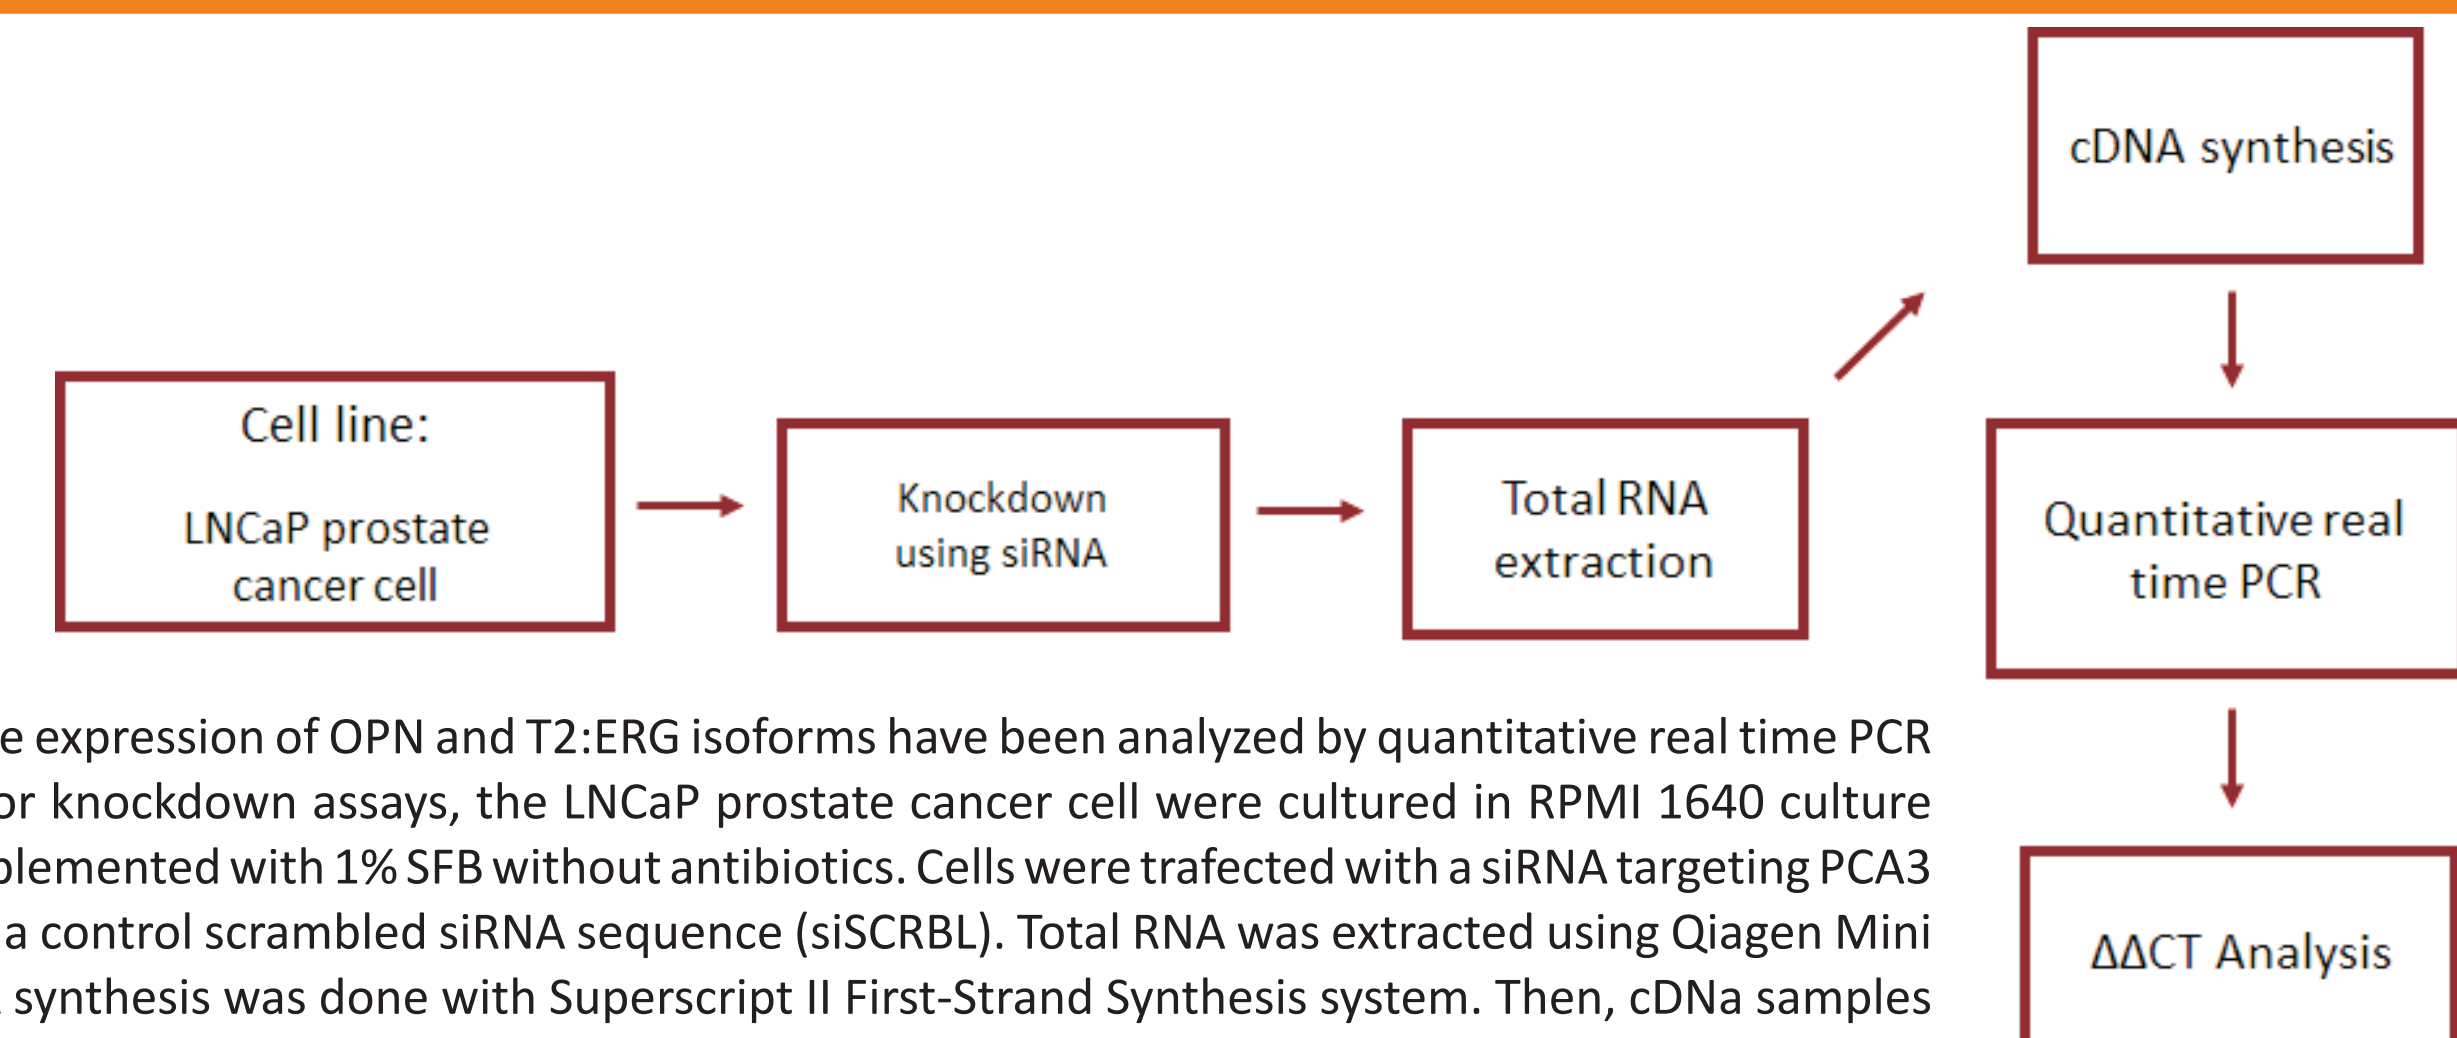 cDNA synthesis
Cell line:
LNCaP prostate
cancer cell
Knockdown
using siRNA
Total RNA
extraction
Quantitative real
time PCR
expression of OPN and T2:ERG isoforms have been analyzed by quantitative real time PCR
knockdown assays, the LNCaP prostate cancer cell were cultured in RPMI 1640 culture
with 1% SFB without antibiotics. Cells were trafected with a siRNA targeting PCA3
a control scrambled siRNA sequence (siSCRBL). Total RNA was extracted using Qiagen Mini
synthesis was done with Superscript II First-Strand Synthesis system. Then, cDNa samples
ΔΔCT Analysis